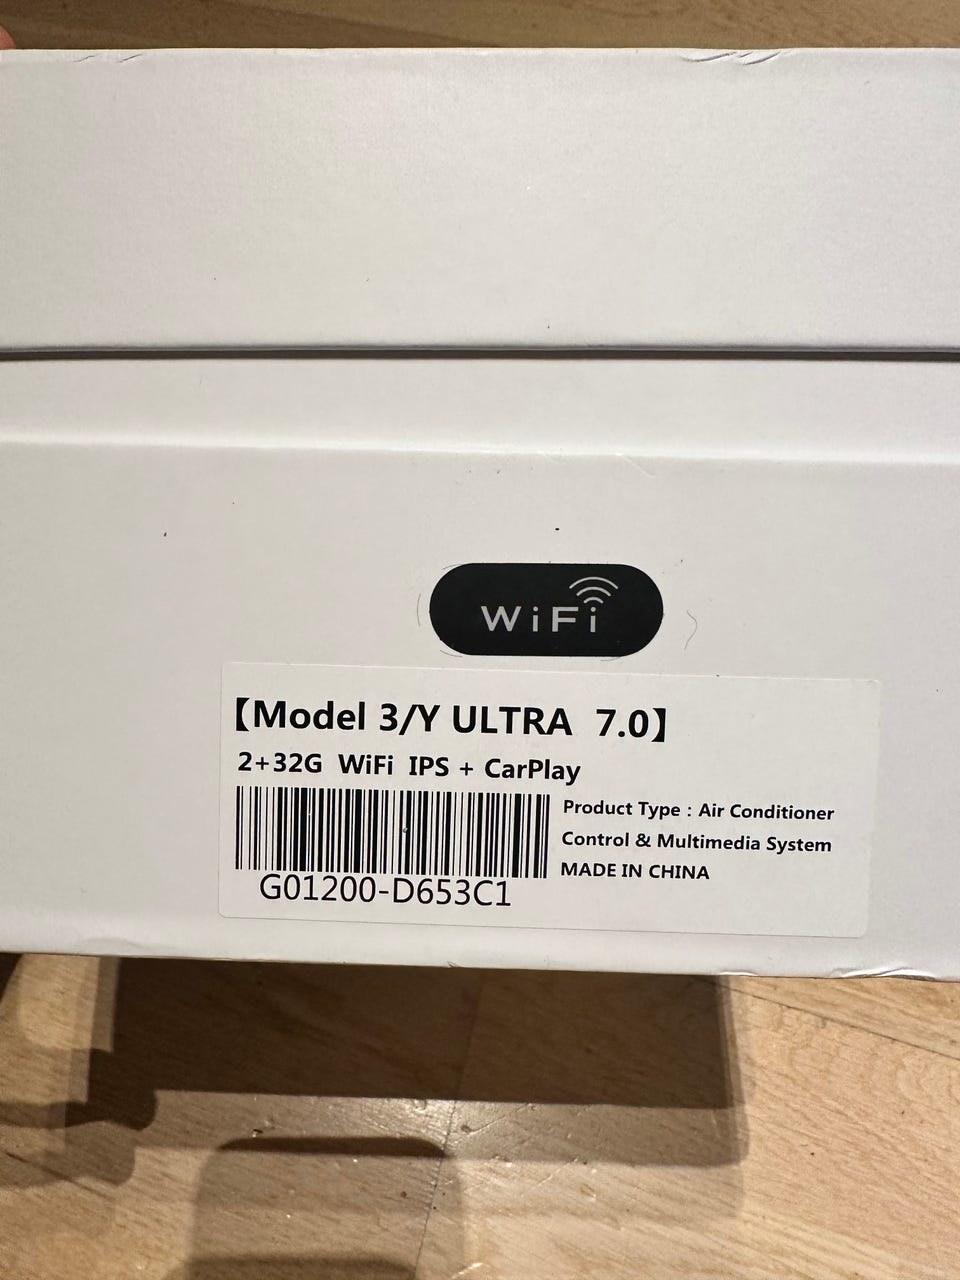 WiFi
【Model 3/Y ULTRA 7.0】
2+32G WiFi IPS + CarPlay
Product Type : Air Conditioner
Control & Multimedia System
MADE IN CHINA
G01200-D653C1